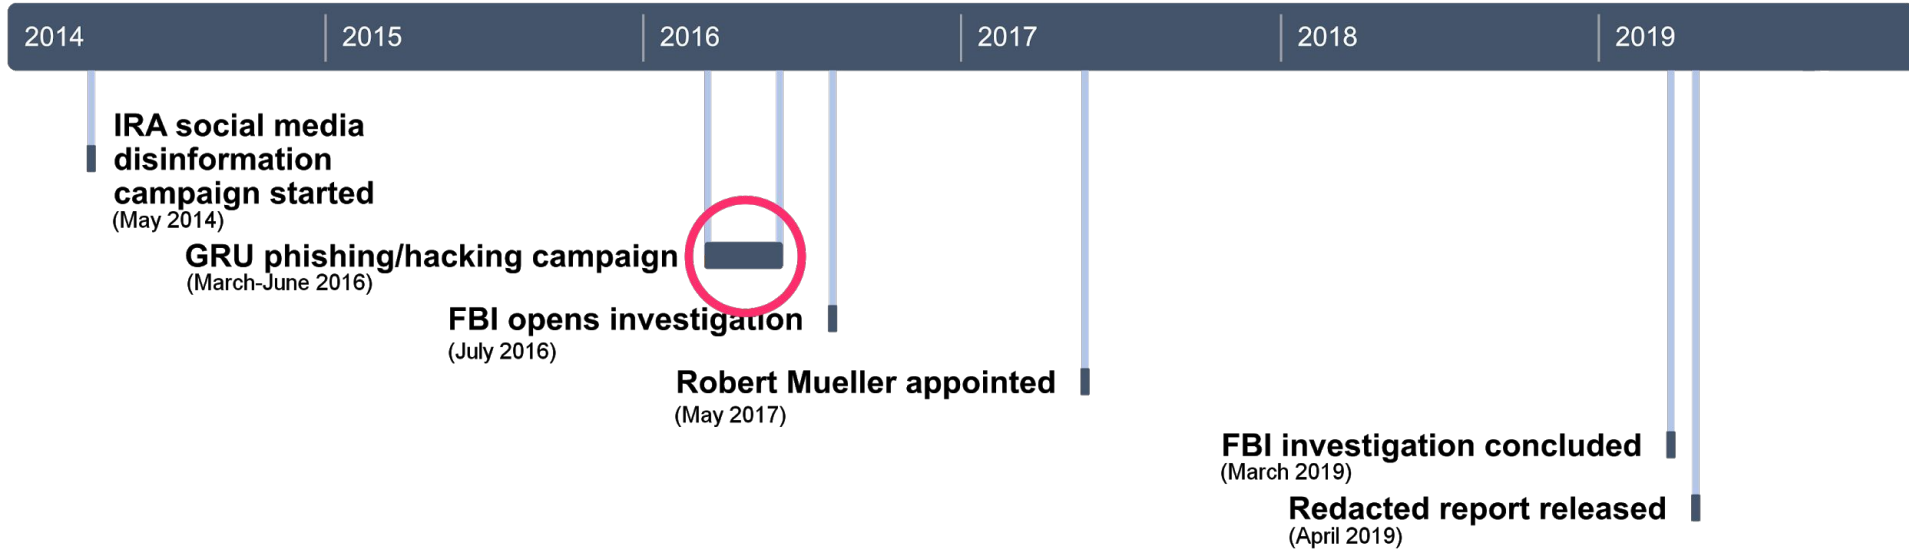 2014 2015 2016 2017 2018 2019
IRA social media
disinformation
campaign started
(May 2014)
GRU phishing/hacking campaign
(March-June 2016)
FBI opens investigation
(July 2016)
Robert Mueller appointed
(May 2017)
FBI investigation concluded
(March 2019)
Redacted report released
(April 2019)